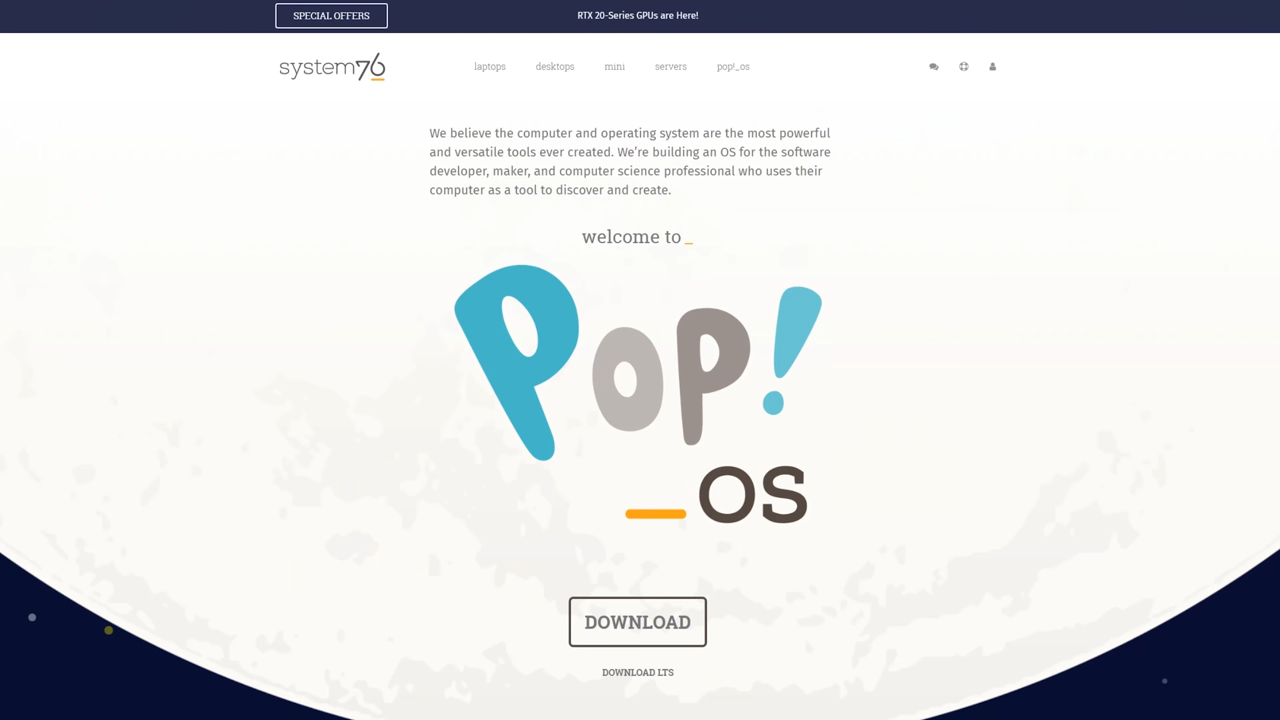 SPECIAL OFFERS
RTX 20-Series GPUs are Here!
system76
laptops
desktops
mini
servers
pop!_os
We believe the computer and operating system are the most powerful
and versatile tools ever created. We’re building an OS for the software
developer, maker, and computer science professional who uses their
computer as a tool to discover and create.
welcome to _
Pop!
_OS
DOWNLOAD
DOWNLOAD LTS